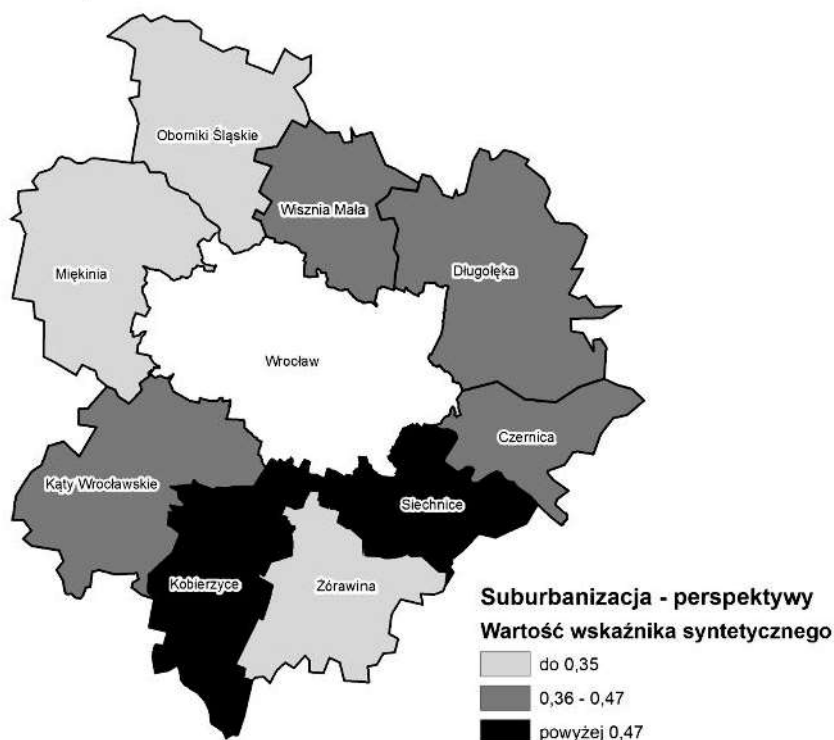 Oborniki Śląskie
Wisznia Mała
Miękinia
Długołęka
Wrocław
Czernica
Kąty Wrocławskie
Siechnice
Kobierzyce
Żórawina
Suburbanizacja - perspektywy
Wartość wskaźnika syntetycznego
do 0,35
0,36 - 0,47
powyżej 0,47